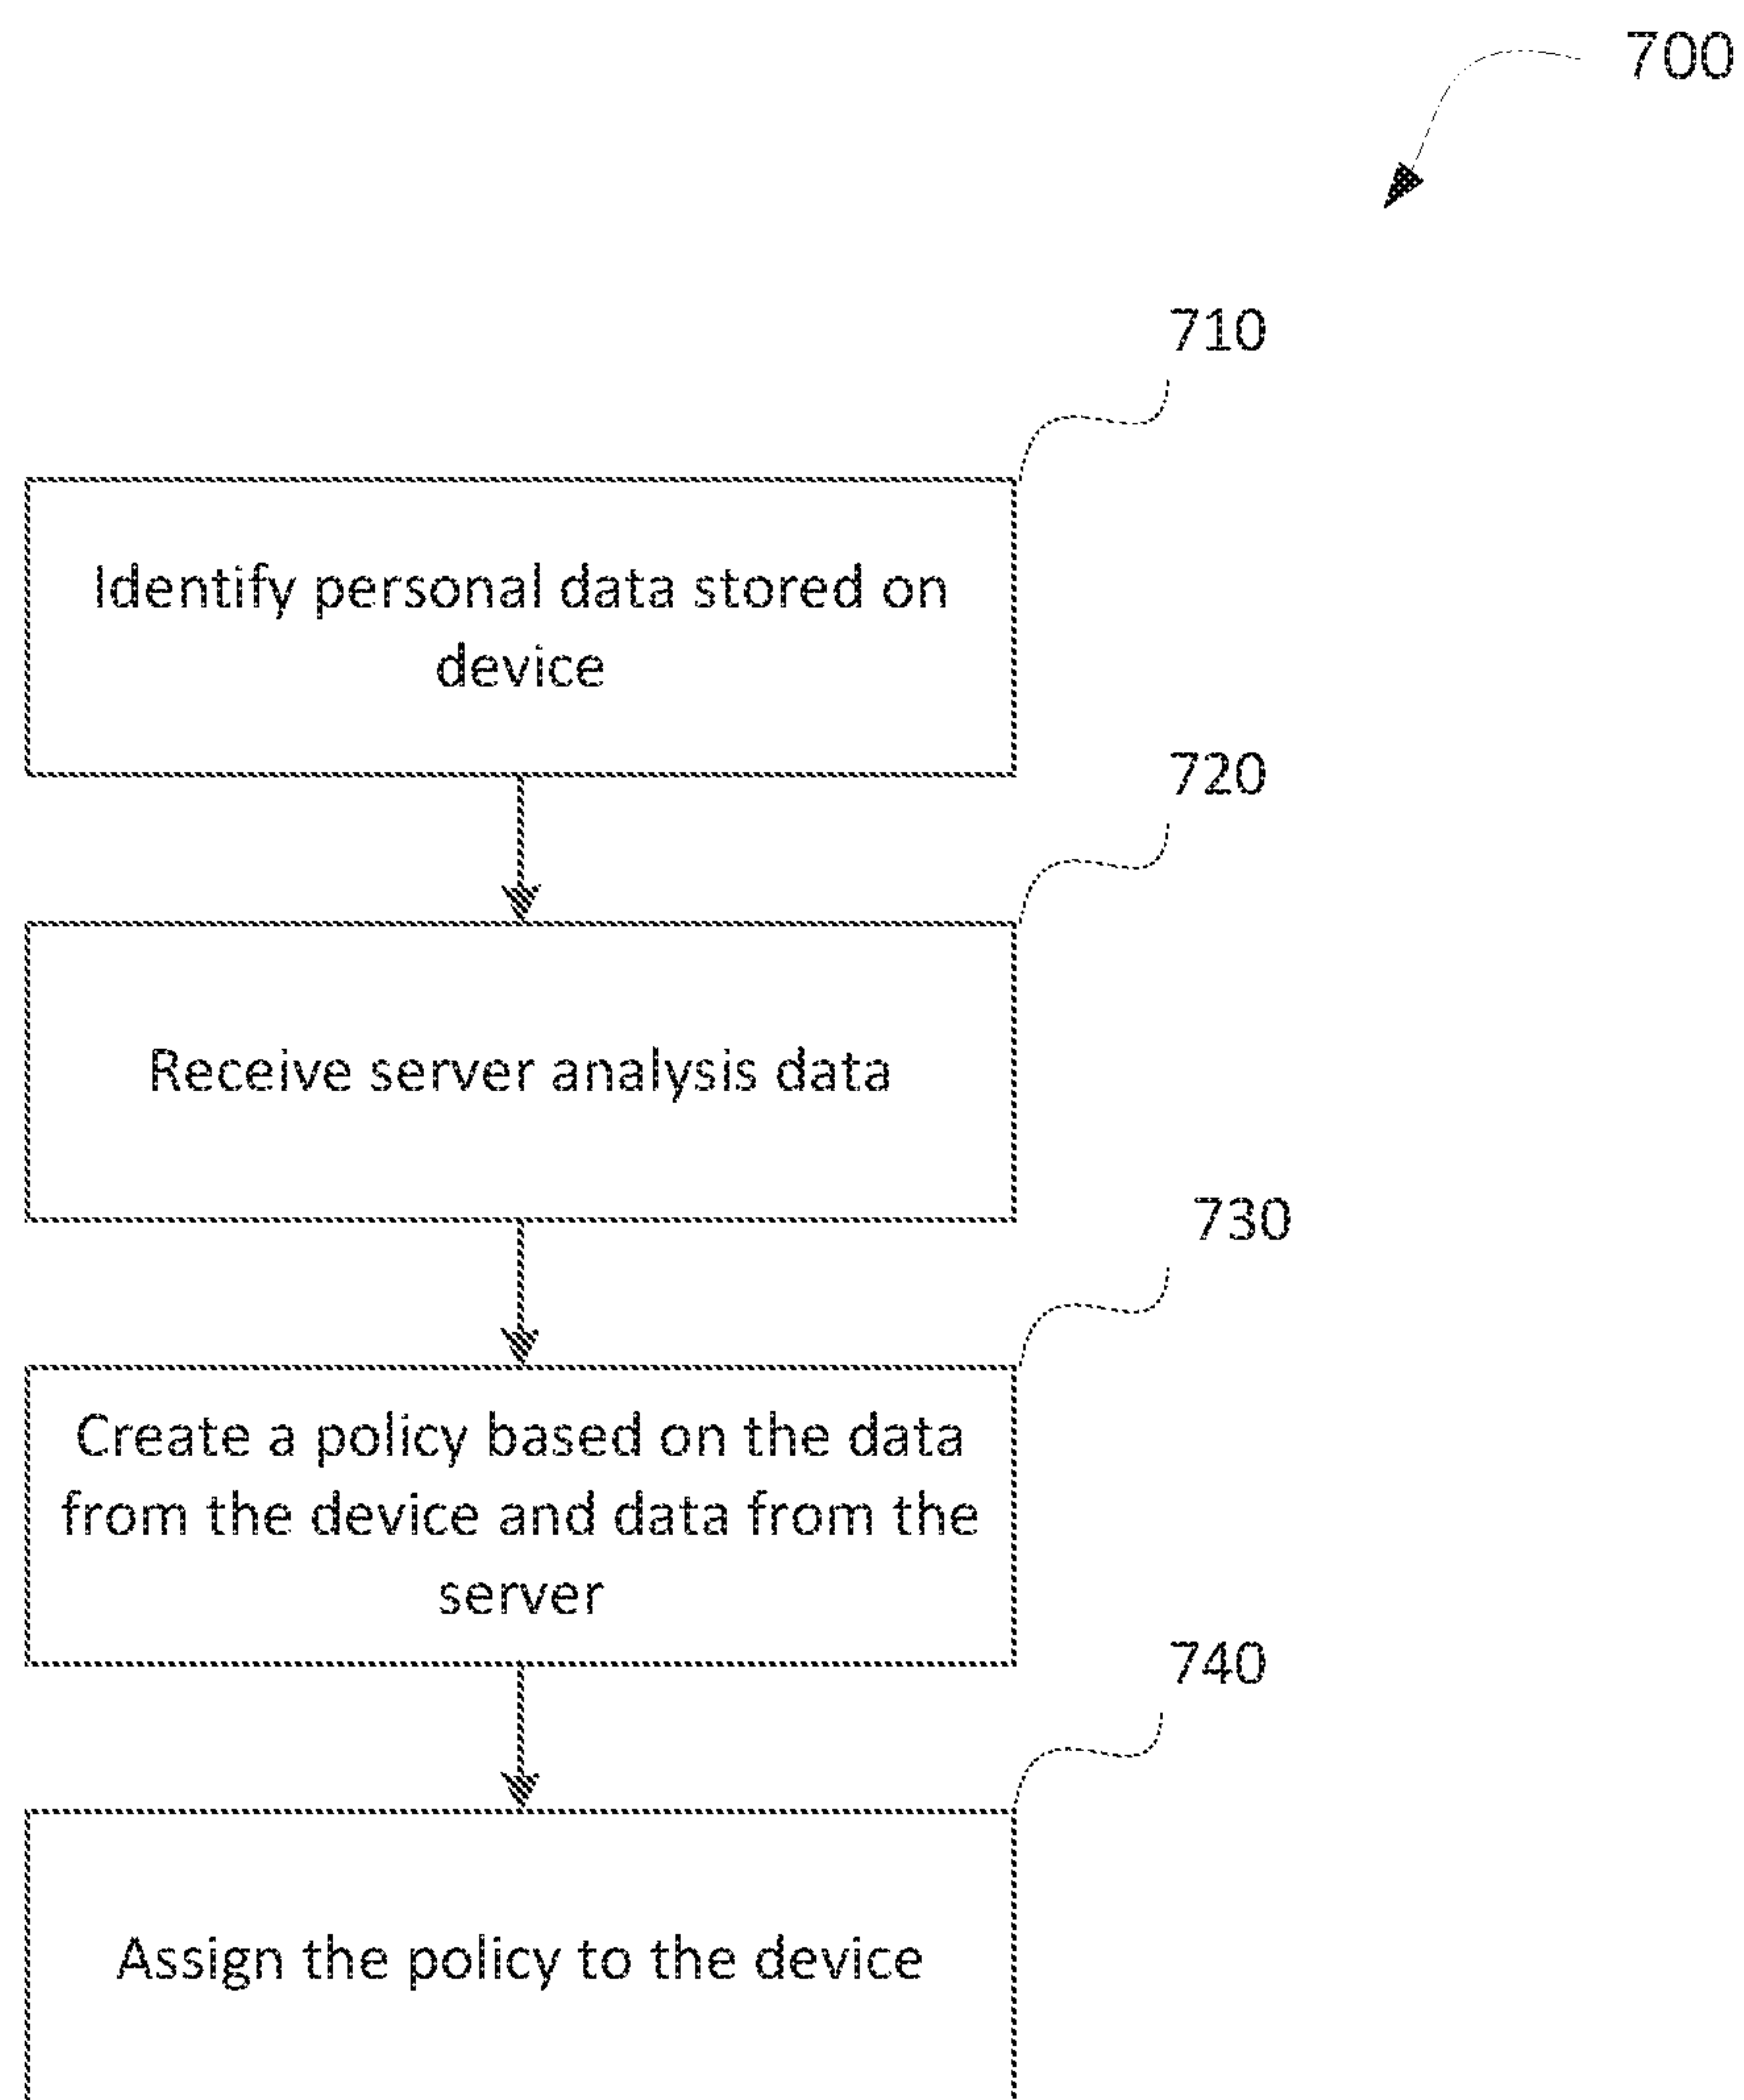 700
710
Identify personal data stored on
device
720
Receive server analysis data
730
Create a policy based on the data
from the device and data from the
server
740
Assign the policy to the device